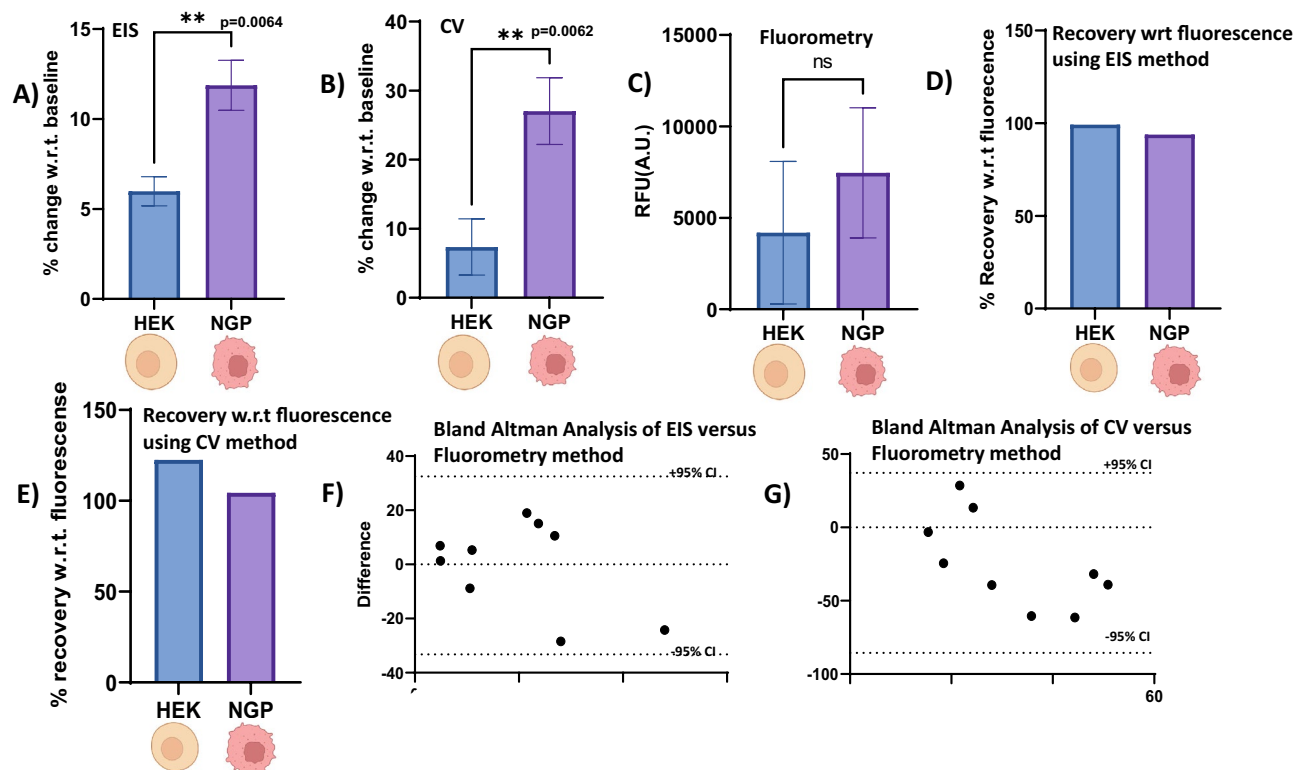 A)
EIS
** p=0.0064
% change w.r.t. baseline
15
10
5
0
HEK NGP
B)
CV
** p=0.0062
% change w.r.t. baseline
40
30
20
10
0
HEK NGP
C)
Fluorometry
ns
RFU(A.U.)
15000
10000
5000
0
HEK NGP
D)
Recovery wrt fluorescence
using EIS method
% Recovery w.r.t fluorecence
150
100
50
0
HEK NGP
E)
Recovery w.r.t fluorescence
using CV method
% recovery w.r.t. fluorescense
150
100
50
0
HEK NGP
F)
Bland Altman Analysis of EIS versus
Fluorometry method
Difference
40
20
0
-20
-40
+95% CI
-95% CI
G)
Bland Altman Analysis of CV versus
Fluorometry method
50
0
-50
-100
+95% CI
-95% CI
60